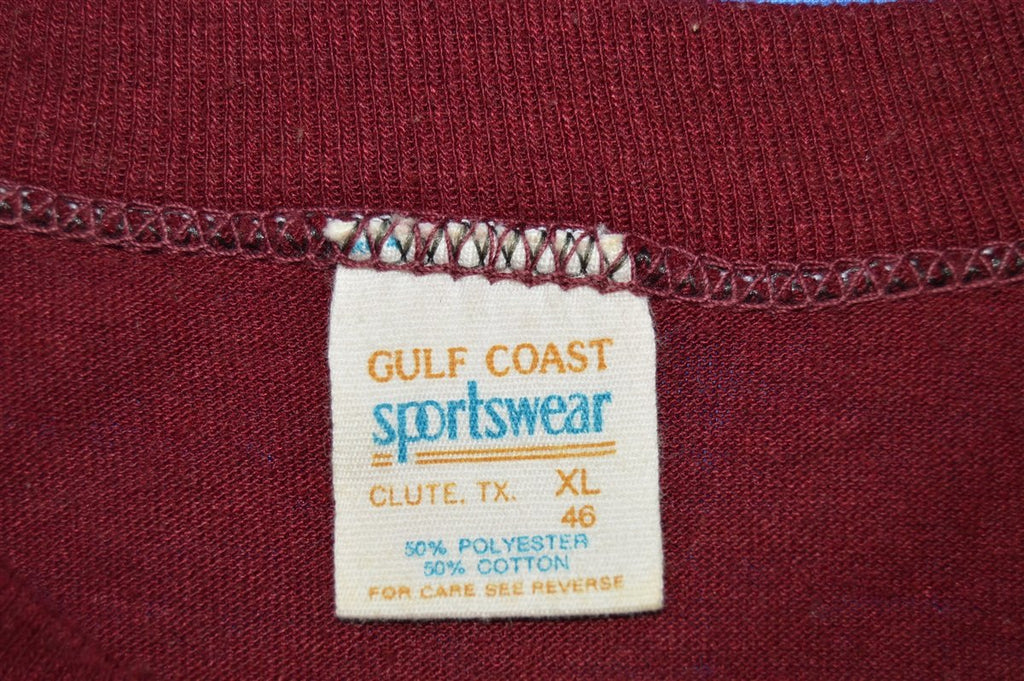 GULF COAST
sportswear
CLUTE, TX. XL
46
50% POLYESTER
50% COTTON
FOR CARE SEE REVERSE